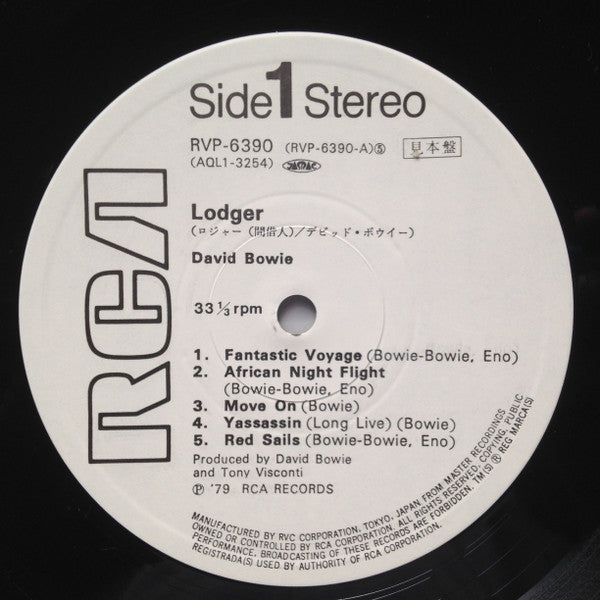 RCA
Side 1 Stereo
RVP-6390 (RVP-6390-A)⑤ 見本盤
(AQL1-3254) JASRAC
Lodger
(ロジャー(間借人)/デビッド・ボウイー)
David Bowie
33⅓ rpm
1. Fantastic Voyage (Bowie-Bowie, Eno)
2. African Night Flight
(Bowie-Bowie, Eno)
3. Move On (Bowie)
4. Yassassin (Long Live) (Bowie)
5. Red Sails (Bowie-Bowie, Eno)
Produced by David Bowie
and Tony Visconti
℗ '79 RCA RECORDS
MANUFACTURED BY RVC CORPORATION, TOKYO, JAPAN FROM MASTER RECORDINGS
OWNED OR CONTROLLED BY RCA CORPORATION. ALL RIGHTS RESERVED. COPYING, PUBLIC
PERFORMANCE, BROADCASTING OF THESE RECORDS ARE FORBIDDEN. TM(S) ® REG MARCA(S)
REGISTRADA(S) USED BY AUTHORITY OF RCA CORPORATION.